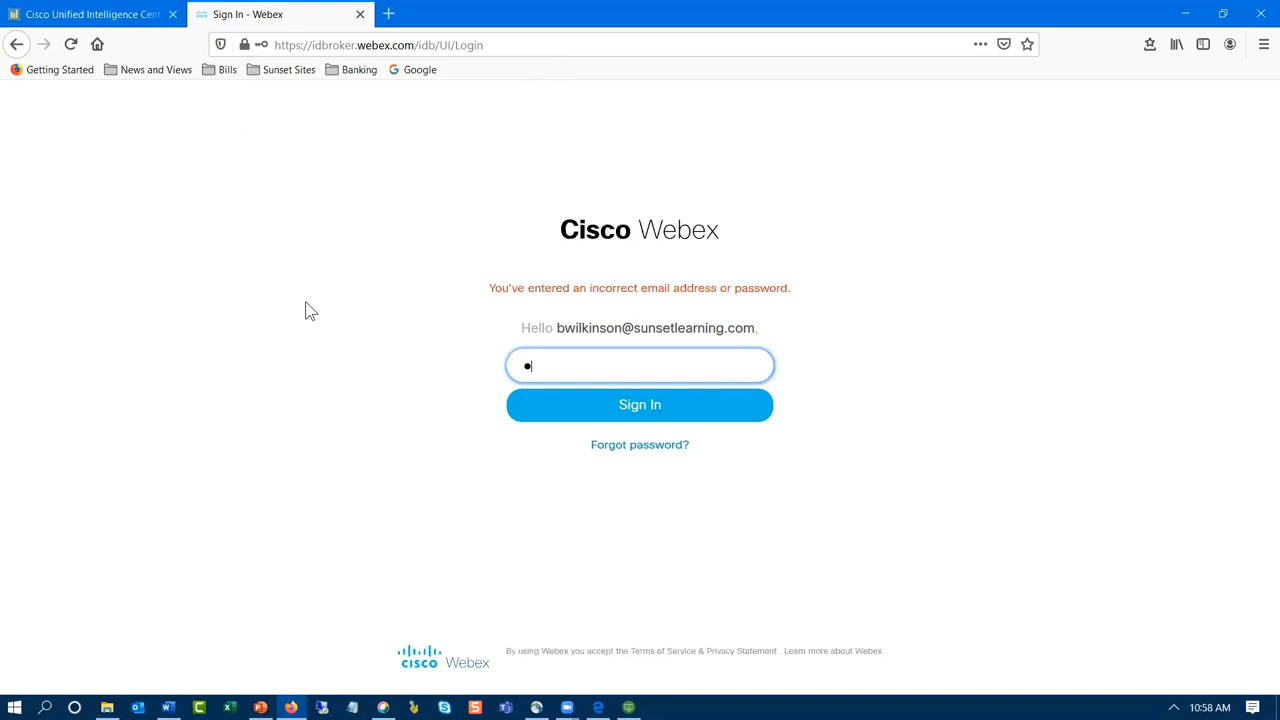 Cisco Unified Intelligence Cent
Sign In - Webex
https://idbroker.webex.com/idb/UI/Login
Getting Started
News and Views
Bills
Sunset Sites
Banking
Google
Cisco Webex
You've entered an incorrect email address or password.
Hello bwilkinson@sunsetlearning.com,
Sign In
Forgot password?
cisco Webex
By using Webex you accept the Terms of Service & Privacy Statement . Learn more about Webex
10:58 AM